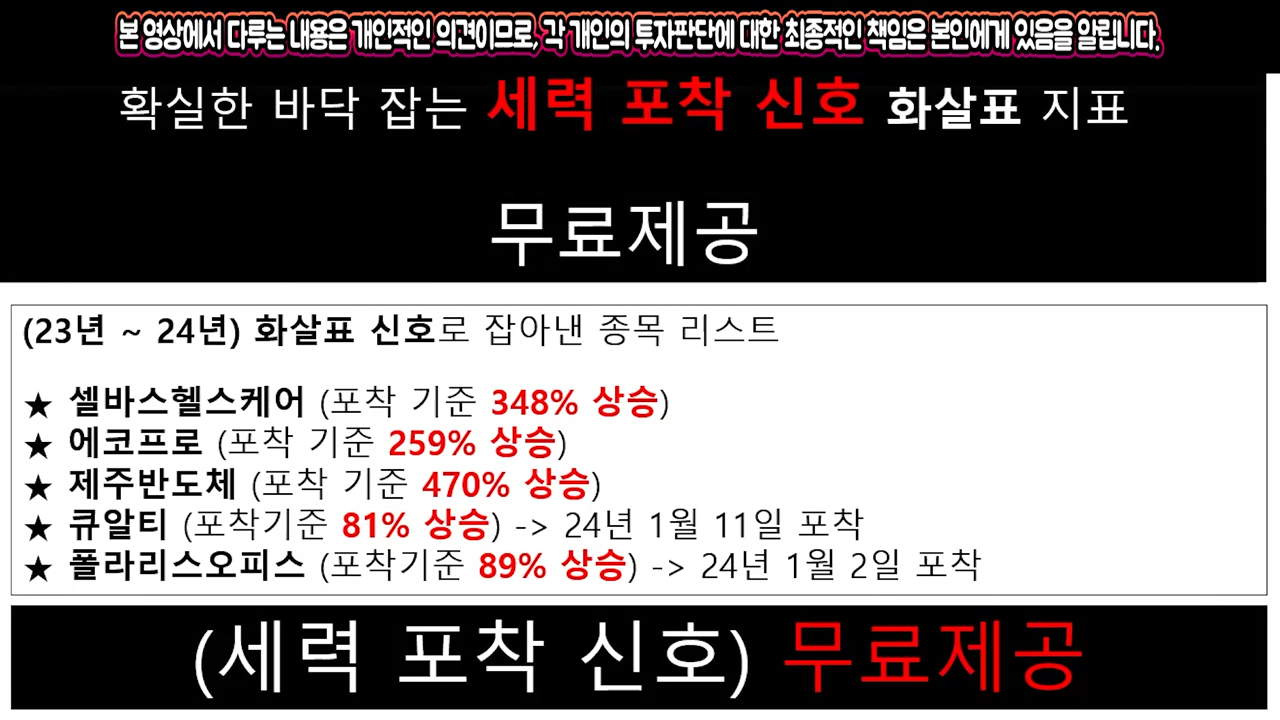 본 영상에서 다루는 내용은 개인적인 의견이므로, 각 개인의 투자판단에 대한 최종적인 책임은 본인에게 있음을 알립니다.
확실한 바닥 잡는 세력 포착 신호 화살표 지표
무료제공
(23년 ~ 24년) 화살표 신호로 잡아낸 종목 리스트
★ 셀바스헬스케어 (포착 기준 348% 상승)
★ 에코프로 (포착 기준 259% 상승)
★ 제주반도체 (포착 기준 470% 상승)
★ 큐알티 (포착기준 81% 상승) -> 24년 1월 11일 포착
★ 폴라리스오피스 (포착기준 89% 상승) -> 24년 1월 2일 포착
(세력 포착 신호) 무료제공